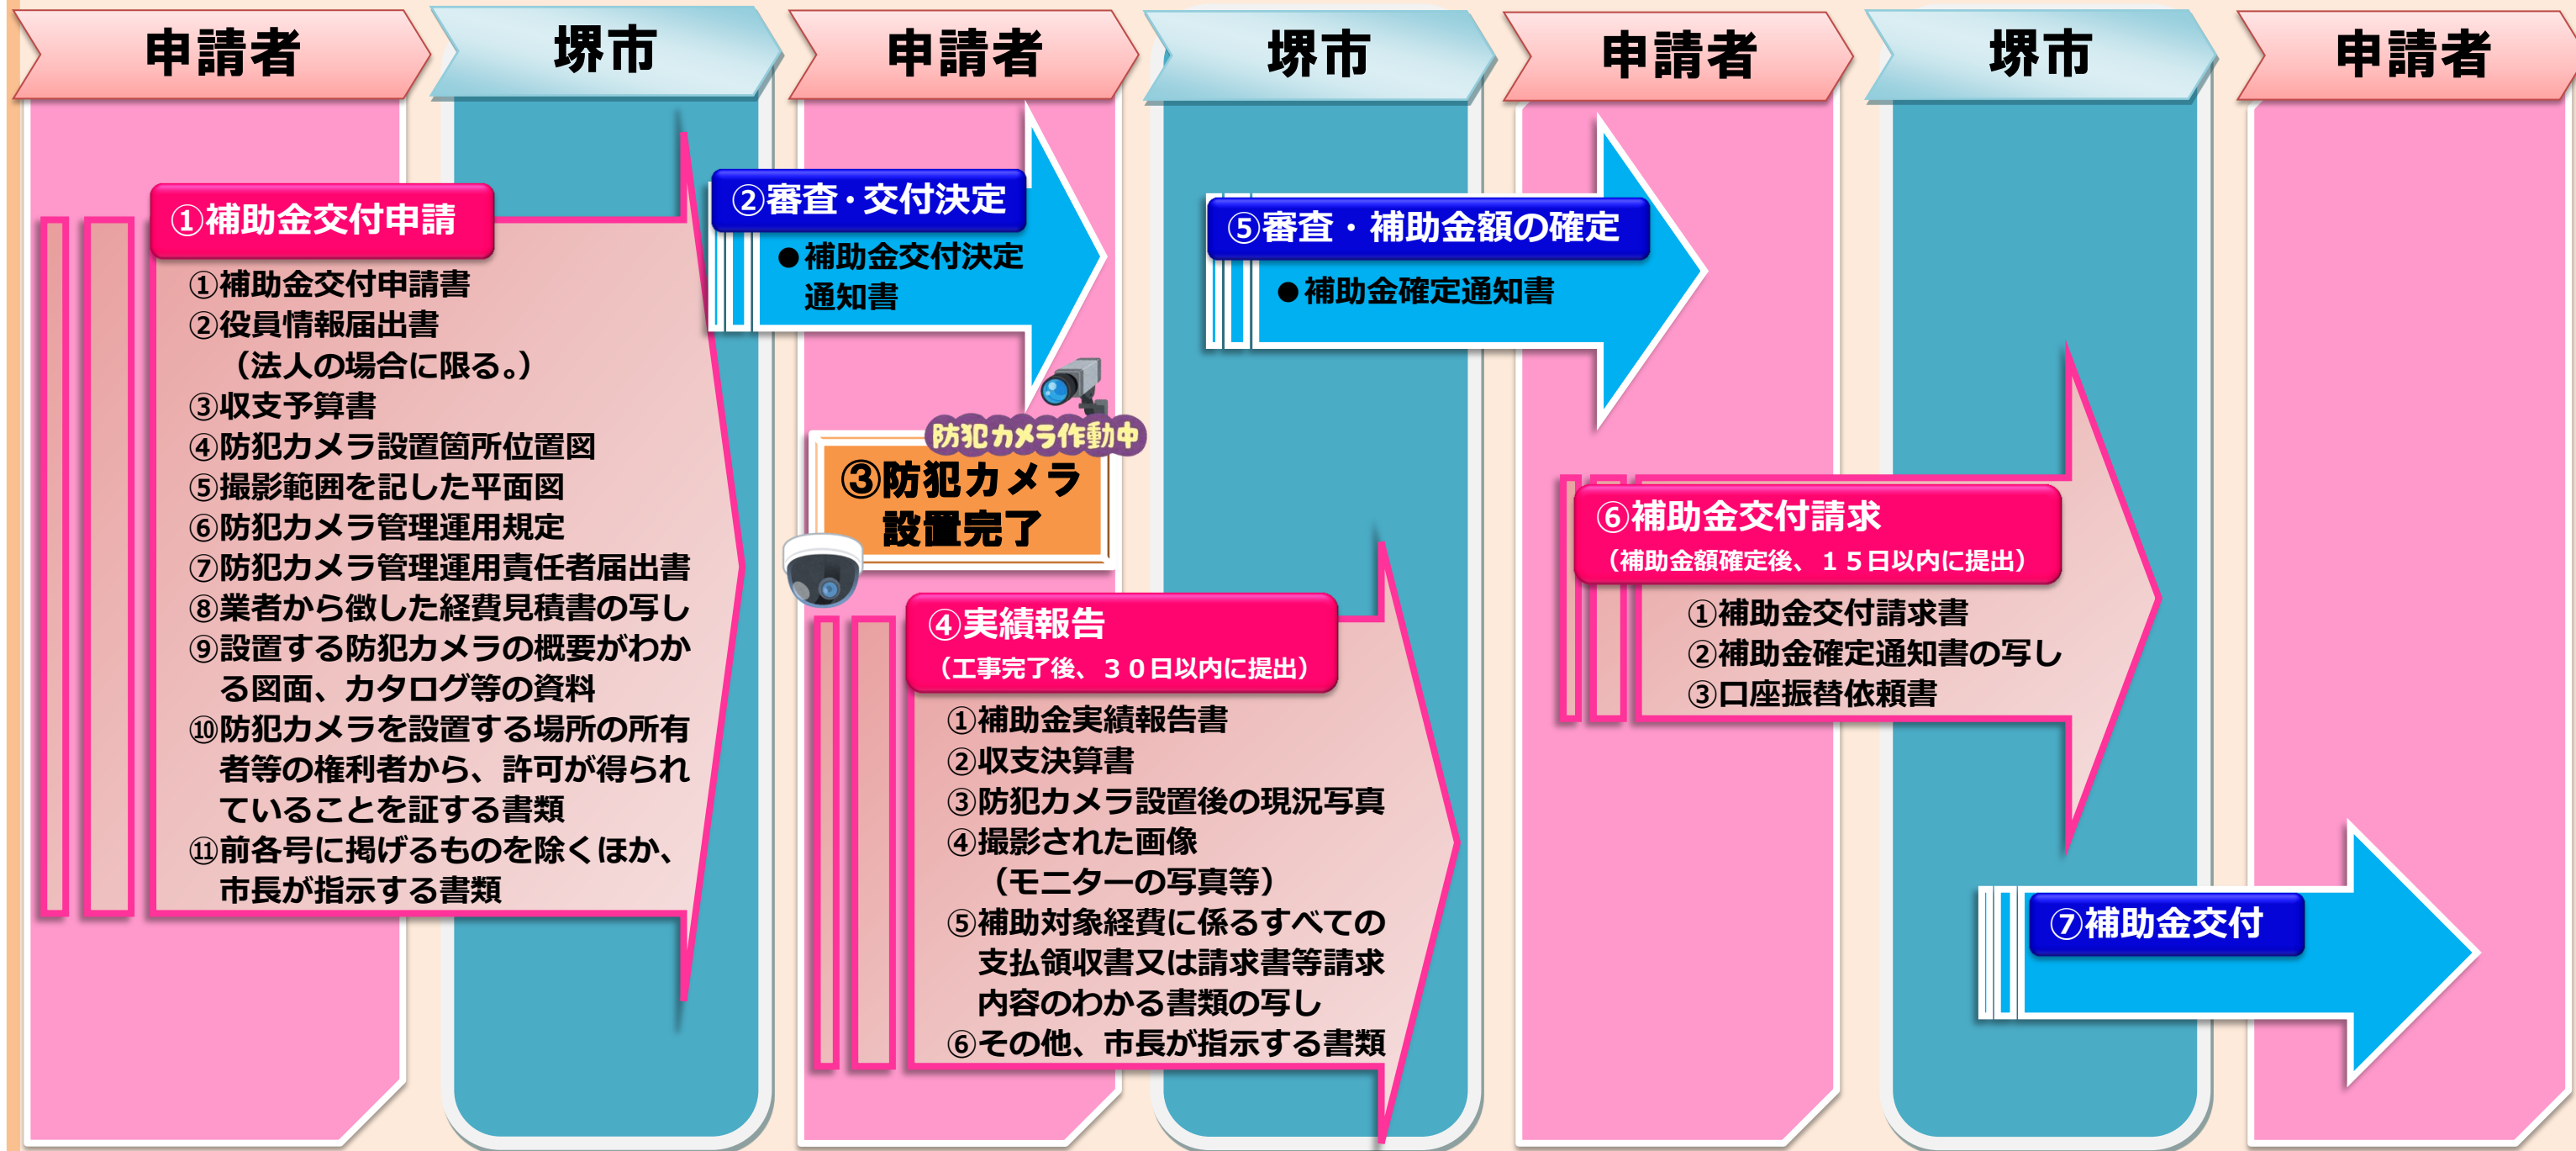 申請者
堺市
申請者
堺市
申請者
堺市
申請者
①補助金交付申請
①補助金交付申請書
②役員情報届出書
（法人の場合に限る。）
③収支予算書
④防犯カメラ設置箇所位置図
⑤撮影範囲を記した平面図
⑥防犯カメラ管理運用規定
⑦防犯カメラ管理運用責任者届出書
⑧業者から徴した経費見積書の写し
⑨設置する防犯カメラの概要がわか
る図面、カタログ等の資料
⑩防犯カメラを設置する場所の所有
者等の権利者から、許可が得られ
ていることを証する書類
⑪前各号に掲げるものを除くほか、
市長が指示する書類
②審査・交付決定
●補助金交付決定
通知書
防犯カメラ作動中
③防犯カメラ
設置完了
④実績報告
（工事完了後、３０日以内に提出）
①補助金実績報告書
②収支決算書
③防犯カメラ設置後の現況写真
④撮影された画像
（モニターの写真等）
⑤補助対象経費に係るすべての
支払領収書又は請求書等請求
内容のわかる書類の写し
⑥その他、市長が指示する書類
⑤審査・補助金額の確定
●補助金確定通知書
⑥補助金交付請求
（補助金額確定後、１５日以内に提出）
①補助金交付請求書
②補助金確定通知書の写し
③口座振替依頼書
⑦補助金交付